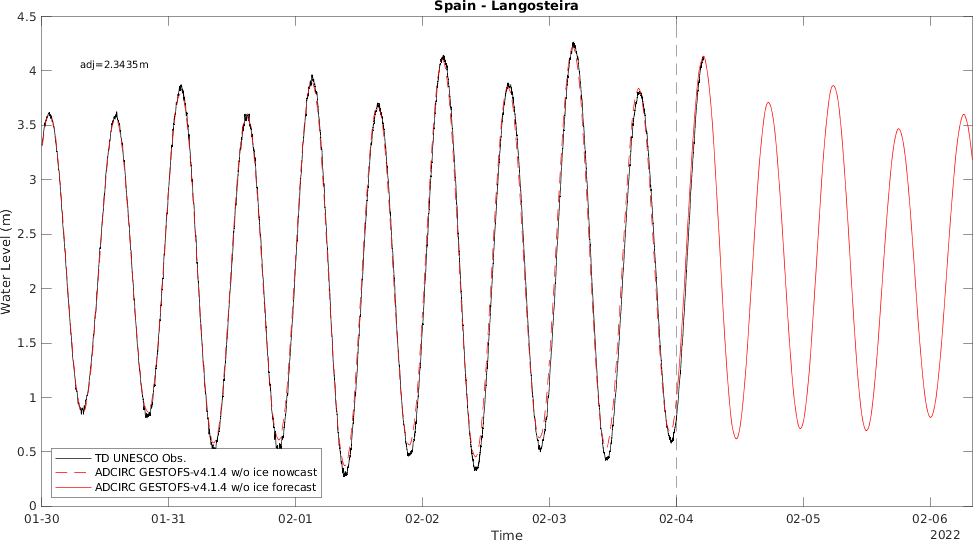 Spain - Langosteira
4.5
4
3.5
3
2.5
2
1.5
1
0.5
0
Water Level (m)
adj=2.3435m
TD UNESCO Obs.
ADCIRC GESTOFS-v4.1.4 w/o ice nowcast
ADCIRC GESTOFS-v4.1.4 w/o ice forecast
01-30 01-31 02-01 02-02 02-03 02-04 02-05 02-06
Time
2022